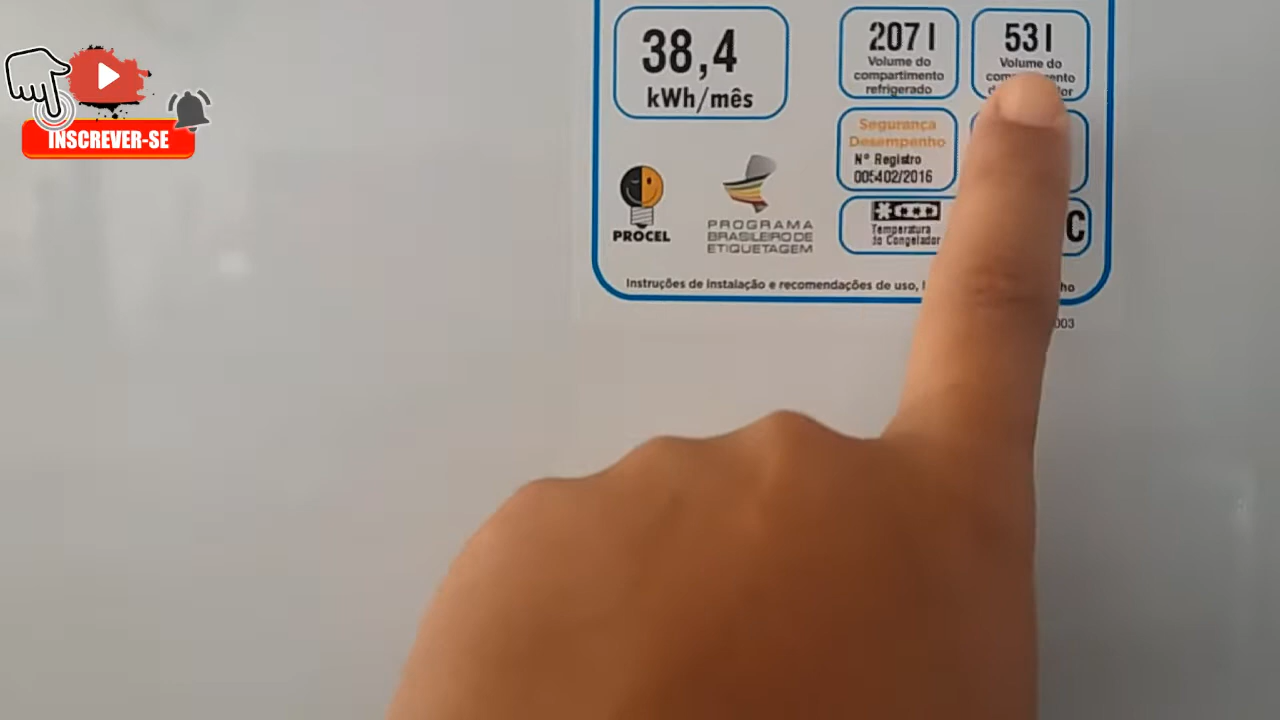 INSCREVER-SE
38,4
kWh/mês
207 l
Volume do
compartimento
refrigerado
53 l
Volume do
Segurança
Desempenho
Nº Registro
005402/2016
PROCEL
PROGRAMA
BRASILEIRO DE
ETIQUETAGEM
Temperatura
do Congelador
C
Instruções de instalação e recomendações de uso,
003